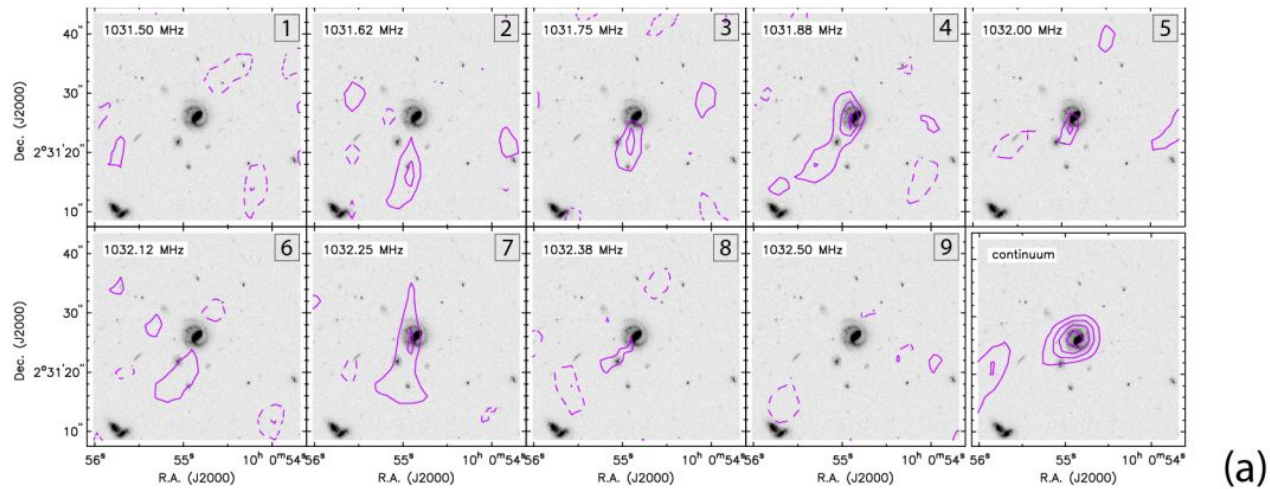 1031.50 MHz 1
1031.62 MHz 2
1031.75 MHz 3
1031.88 MHz 4
1032.00 MHz 5
40"
30"
2°31'20"
10"
Dec. (J2000)
1032.12 MHz 6
1032.25 MHz 7
1032.38 MHz 8
1032.50 MHz 9
continuum
40"
30"
2°31'20"
10"
Dec. (J2000)
56ˢ 55ˢ 10ʰ 0ᵐ54ˢ
56ˢ 55ˢ 10ʰ 0ᵐ54ˢ
56ˢ 55ˢ 10ʰ 0ᵐ54ˢ
56ˢ 55ˢ 10ʰ 0ᵐ54ˢ
56ˢ 55ˢ 10ʰ 0ᵐ54ˢ
R.A. (J2000)
R.A. (J2000)
R.A. (J2000)
R.A. (J2000)
R.A. (J2000)
(a)